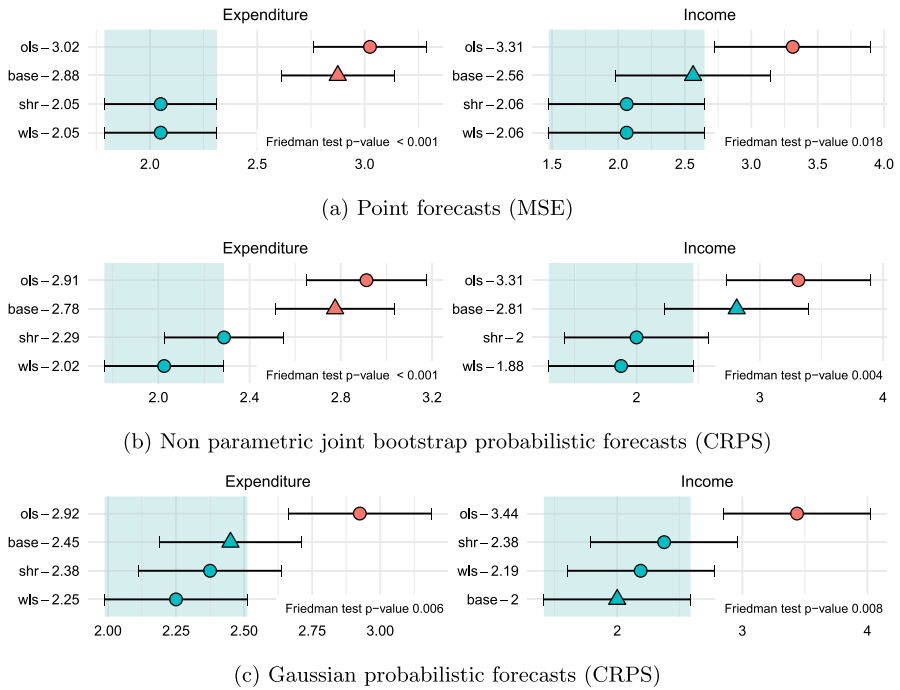 Expenditure
ols − 3.02
base − 2.88
shr − 2.05
wls − 2.05
Friedman test p−value < 0.001
2.0 2.5 3.0
Income
ols − 3.31
base − 2.56
shr − 2.06
wls − 2.06
Friedman test p−value 0.018
1.5 2.0 2.5 3.0 3.5 4.0
(a) Point forecasts (MSE)
Expenditure
ols − 2.91
base − 2.78
shr − 2.29
wls − 2.02
Friedman test p−value < 0.001
2.0 2.4 2.8 3.2
Income
ols − 3.31
base − 2.81
shr − 2
wls − 1.88
Friedman test p−value 0.004
2 3 4
(b) Non parametric joint bootstrap probabilistic forecasts (CRPS)
Expenditure
ols − 2.92
base − 2.45
shr − 2.38
wls − 2.25
Friedman test p−value 0.006
2.00 2.25 2.50 2.75 3.00
Income
ols − 3.44
shr − 2.38
wls − 2.19
base − 2
Friedman test p−value 0.008
2 3 4
(c) Gaussian probabilistic forecasts (CRPS)